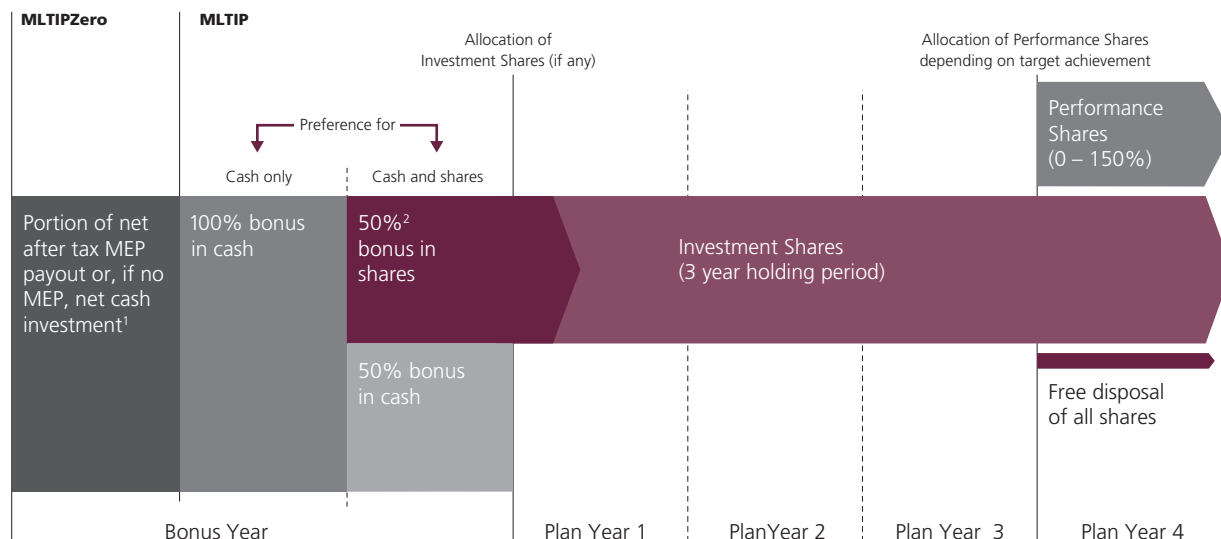 MLTIPZero
MLTIP
Allocation of
Investment Shares (if any)
Allocation of Performance Shares
depending on target achievement
Performance
Shares
(0 – 150%)
Preference for
Cash only
Cash and shares
Portion of net
after tax MEP
payout or, if no
MEP, net cash
investment¹
100% bonus
in cash
50%²
bonus in
shares
Investment Shares
(3 year holding period)
50% bonus
in cash
Free disposal
of all shares
Bonus Year
Plan Year 1
PlanYear 2
Plan Year 3
Plan Year 4